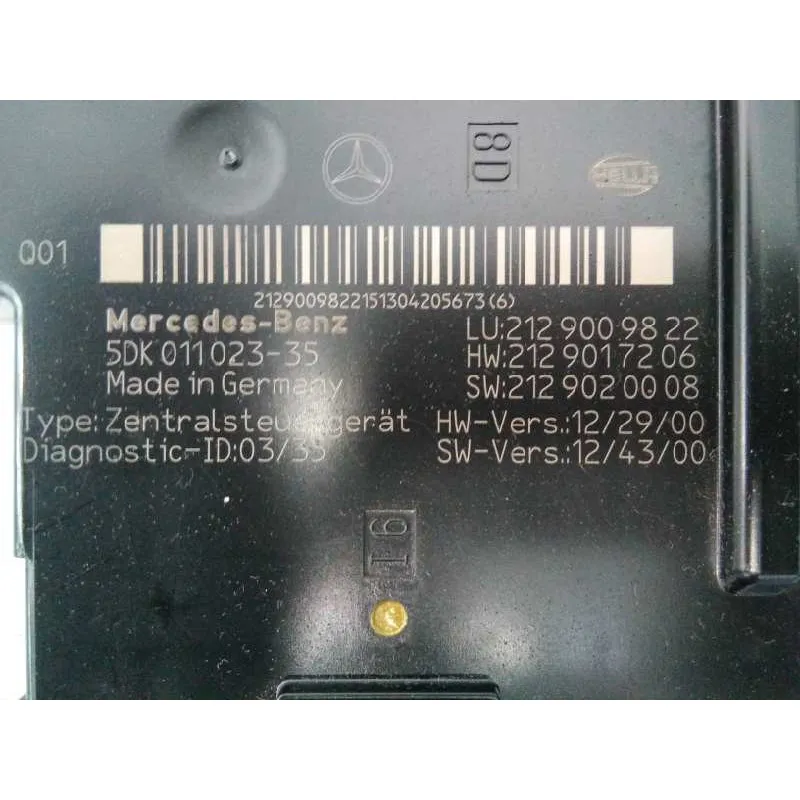 8D
HELLA
Q01
2129009822151304205673(6)
Mercedes-Benz
LU:212 900 98 22
5DK 011 023-35
HW:212 901 72 06
Made in Germany
SW:212 902 00 08
Type: Zentralsteuergerät
HW-Vers.:12/29/00
Diagnostic-ID:03/35
SW-Vers.:12/43/00
91